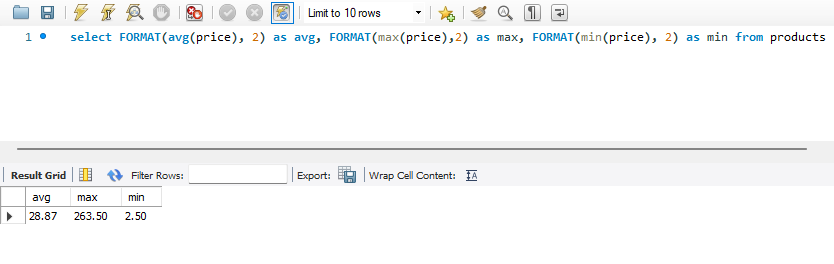 Limit to 10 rows
1 select FORMAT(avg(price), 2) as avg, FORMAT(max(price),2) as max, FORMAT(min(price), 2) as min from products
Result Grid Filter Rows: Export: Wrap Cell Content:
avg max min
28.87 263.50 2.50